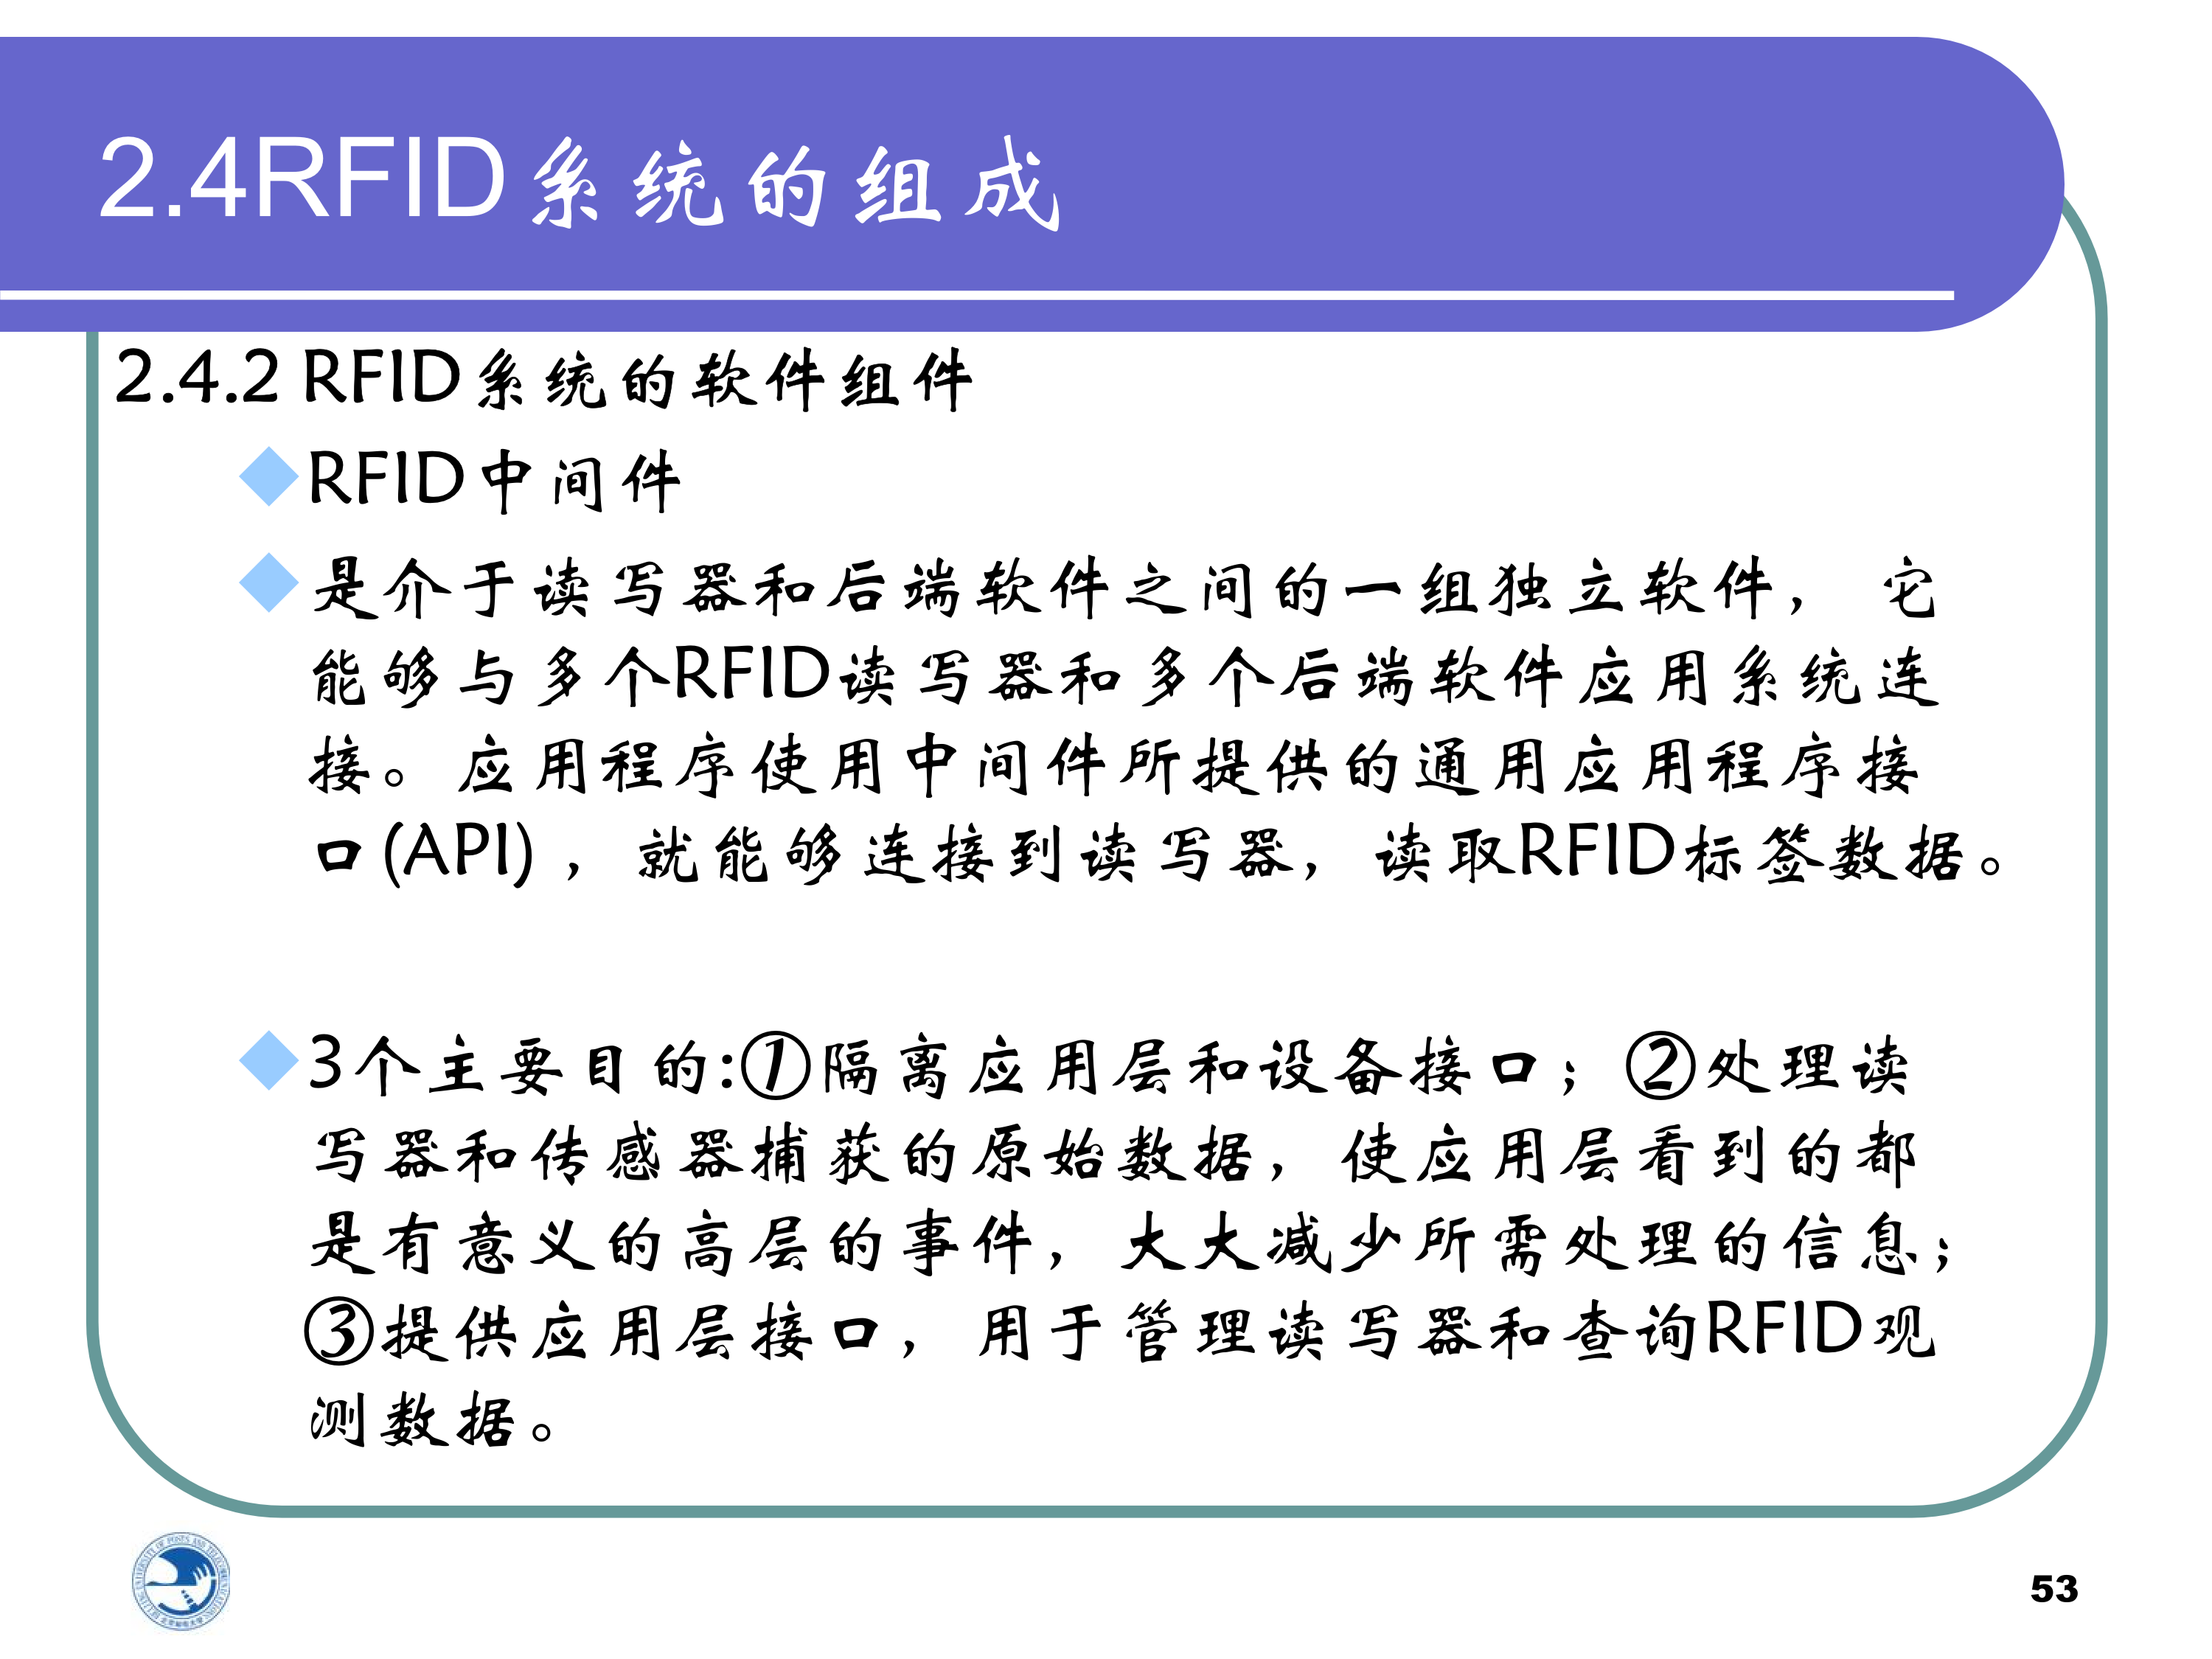 2.4RFID系统的组成
2.4.2 RFID系统的软件组件
RFID中间件
是介于读写器和后端软件之间的一组独立软件， 它
能够与多个RFID读写器和多个后端软件应用系统连
接。应用程序使用中间件所提供的通用应用程序接
口(API)，就能够连接到读写器，读取RFID标签数据。
3个主要目的:①隔离应用层和设备接口；②处理读
写器和传感器捕获的原始数据，使应用层看到的都
是有意义的高层的事件，大大减少所需处理的信息；
③提供应用层接口，用于管理读写器和查询RFID观
测数据。
53